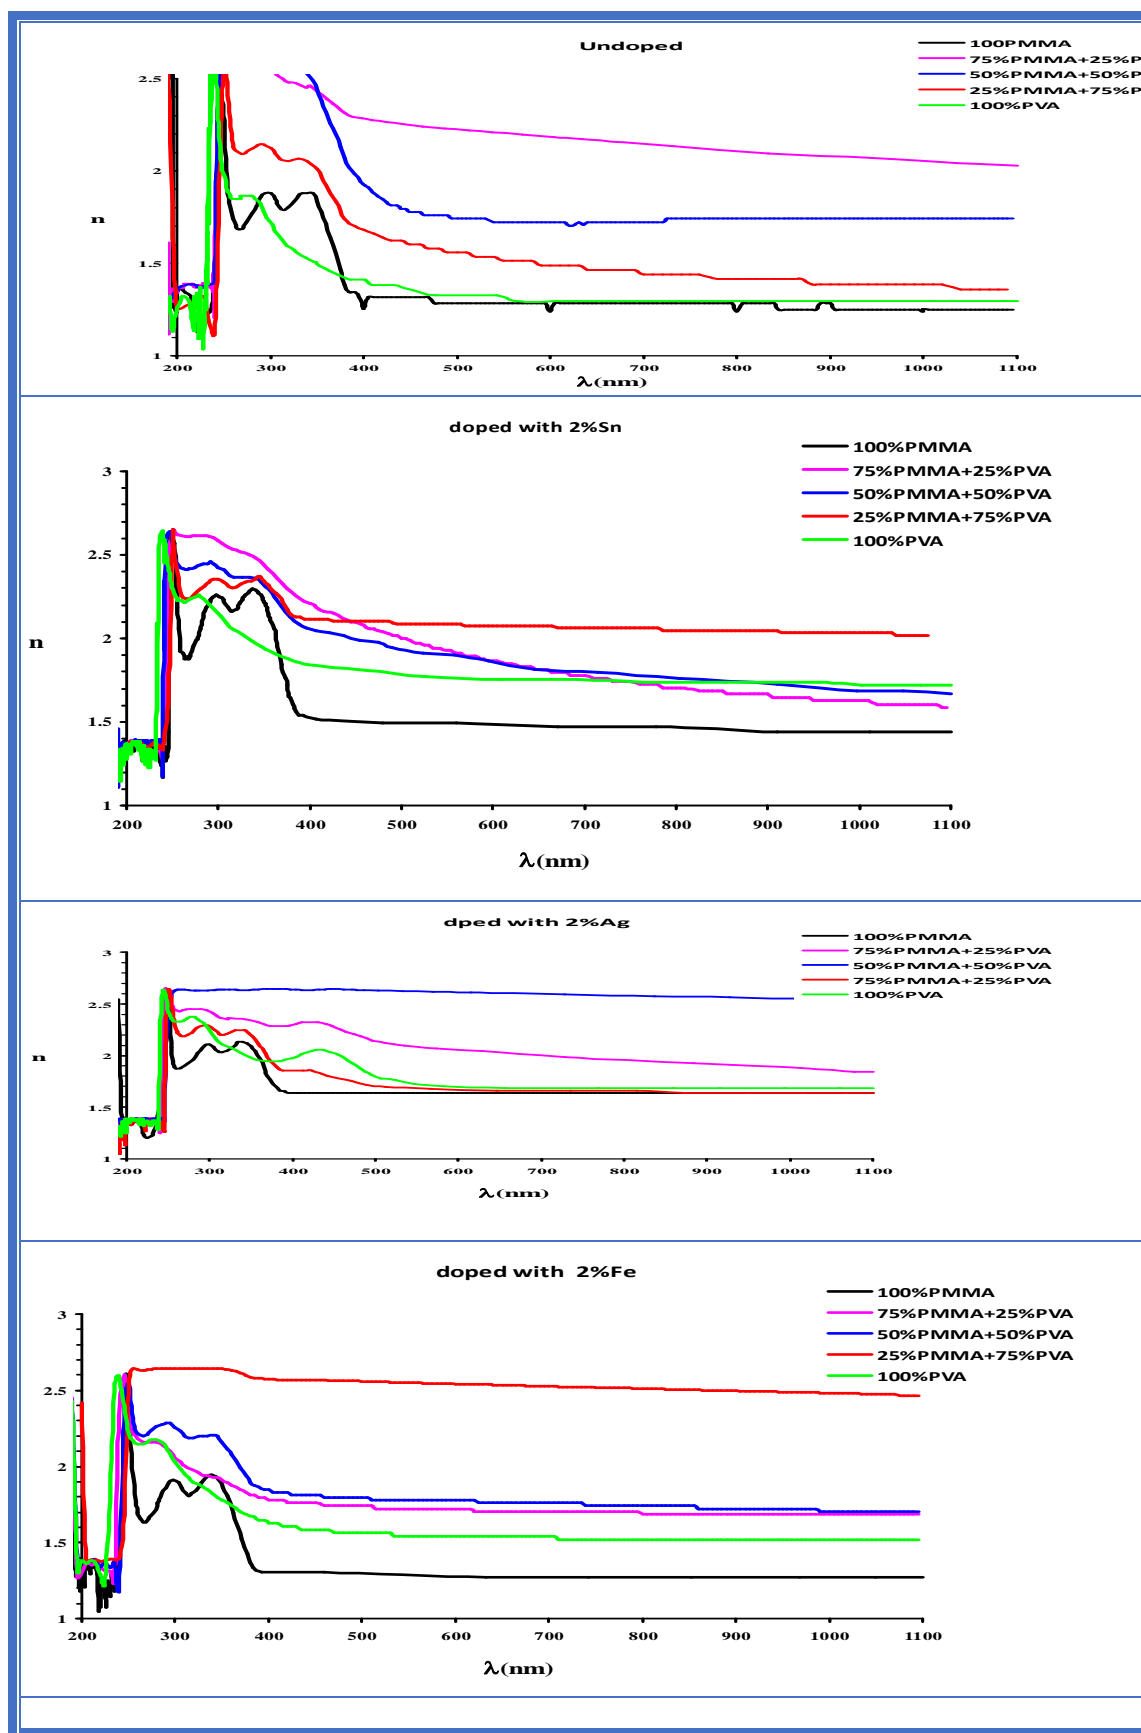 Undoped
100PMMA
75%PMMA+25%P
50%PMMA+50%P
25%PMMA+75%P
100%PVA
2.5
2
n
1.5
1
200 300 400 500 600 700 800 900 1000 1100
λ(nm)
doped with 2%Sn
100%PMMA
75%PMMA+25%PVA
50%PMMA+50%PVA
25%PMMA+75%PVA
100%PVA
3
2.5
2
n
1.5
1
200 300 400 500 600 700 800 900 1000 1100
λ(nm)
dped with 2%Ag
100%PMMA
75%PMMA+25%PVA
50%PMMA+50%PVA
75%PMMA+25%PVA
100%PVA
3
2.5
2
n
1.5
1
200 300 400 500 600 700 800 900 1000 1100
λ(nm)
doped with 2%Fe
100%PMMA
75%PMMA+25%PVA
50%PMMA+50%PVA
25%PMMA+75%PVA
100%PVA
3
2.5
2
1.5
1
200 300 400 500 600 700 800 900 1000 1100
λ(nm)